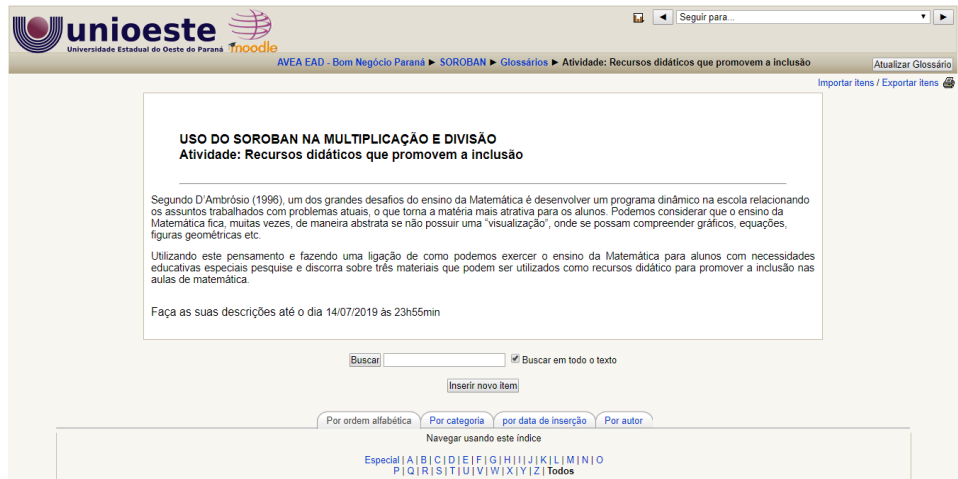 unioeste
Universidade Estadual do Oeste do Paraná
moodle
Seguir para...
AVEA EAD - Bom Negócio Paraná ► SOROBAN ► Glossários ► Atividade: Recursos didáticos que promovem a inclusão
Atualizar Glossário
Importar itens / Exportar itens
USO DO SOROBAN NA MULTIPLICAÇÃO E DIVISÃO
Atividade: Recursos didáticos que promovem a inclusão
Segundo D'Ambrósio (1996), um dos grandes desafios do ensino da Matemática é desenvolver um programa dinâmico na escola relacionando
os assuntos trabalhados com problemas atuais, o que torna a matéria mais atrativa para os alunos. Podemos considerar que o ensino da
Matemática fica, muitas vezes, de maneira abstrata se não possuir uma “visualização”, onde se possam compreender gráficos, equações,
figuras geométricas etc.
Utilizando este pensamento e fazendo uma ligação de como podemos exercer o ensino da Matemática para alunos com necessidades
educativas especiais pesquise e discorra sobre três materiais que podem ser utilizados como recursos didático para promover a inclusão nas
aulas de matemática.
Faça as suas descrições até o dia 14/07/2019 às 23h55min
Buscar
Buscar em todo o texto
Inserir novo item
Por ordem alfabética
Por categoria
por data de inserção
Por autor
Navegar usando este índice
Especial | A | B | C | D | E | F | G | H | I | J | K | L | M | N | O
P | Q | R | S | T | U | V | W | X | Y | Z | Todos